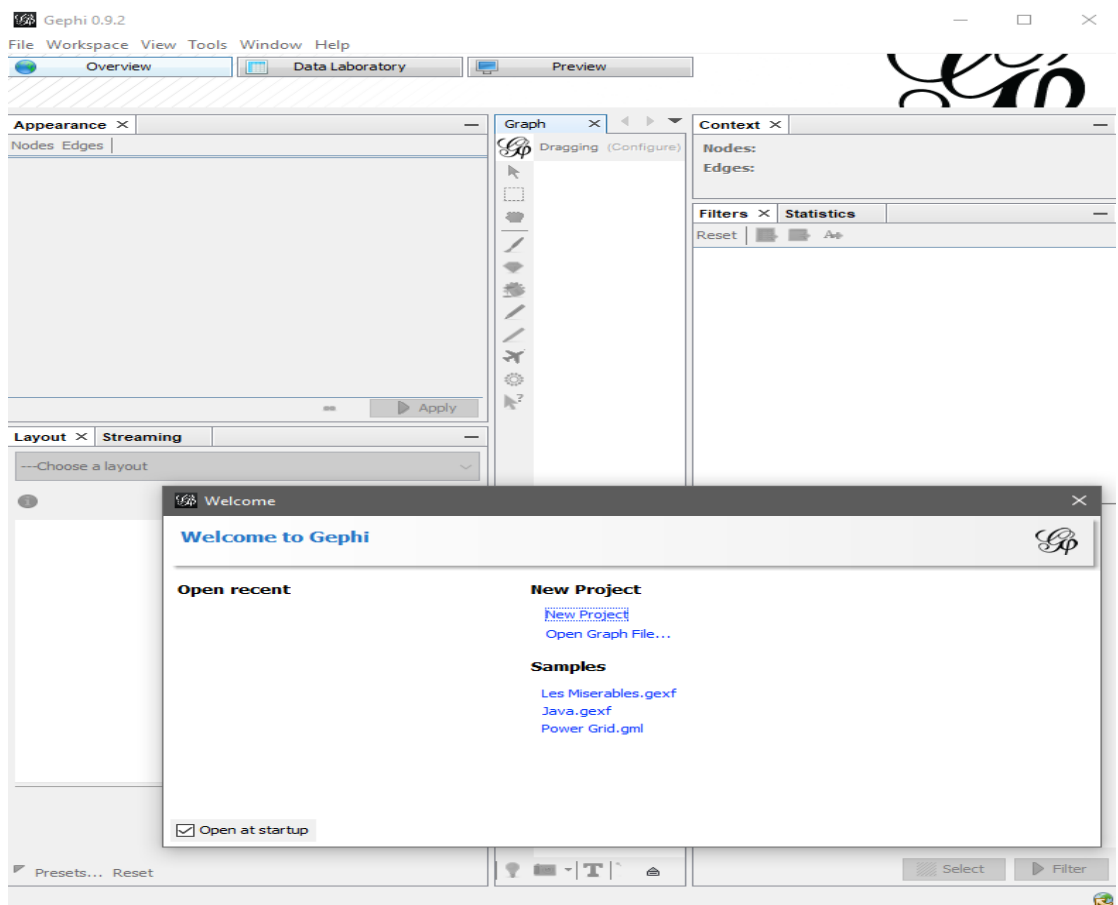 Gephi 0.9.2
File Workspace View Tools Window Help
Overview Data Laboratory Preview
Appearance
Nodes Edges
Apply
Graph
Dragging (Configure)
Context
Nodes:
Edges:
Filters Statistics
Reset
Layout Streaming
---Choose a layout
Welcome
Welcome to Gephi
Open recent
New Project
New Project
Open Graph File...
Samples
Les Miserables.gexf
Java.gexf
Power Grid.gml
Open at startup
Presets... Reset
T
Select Filter